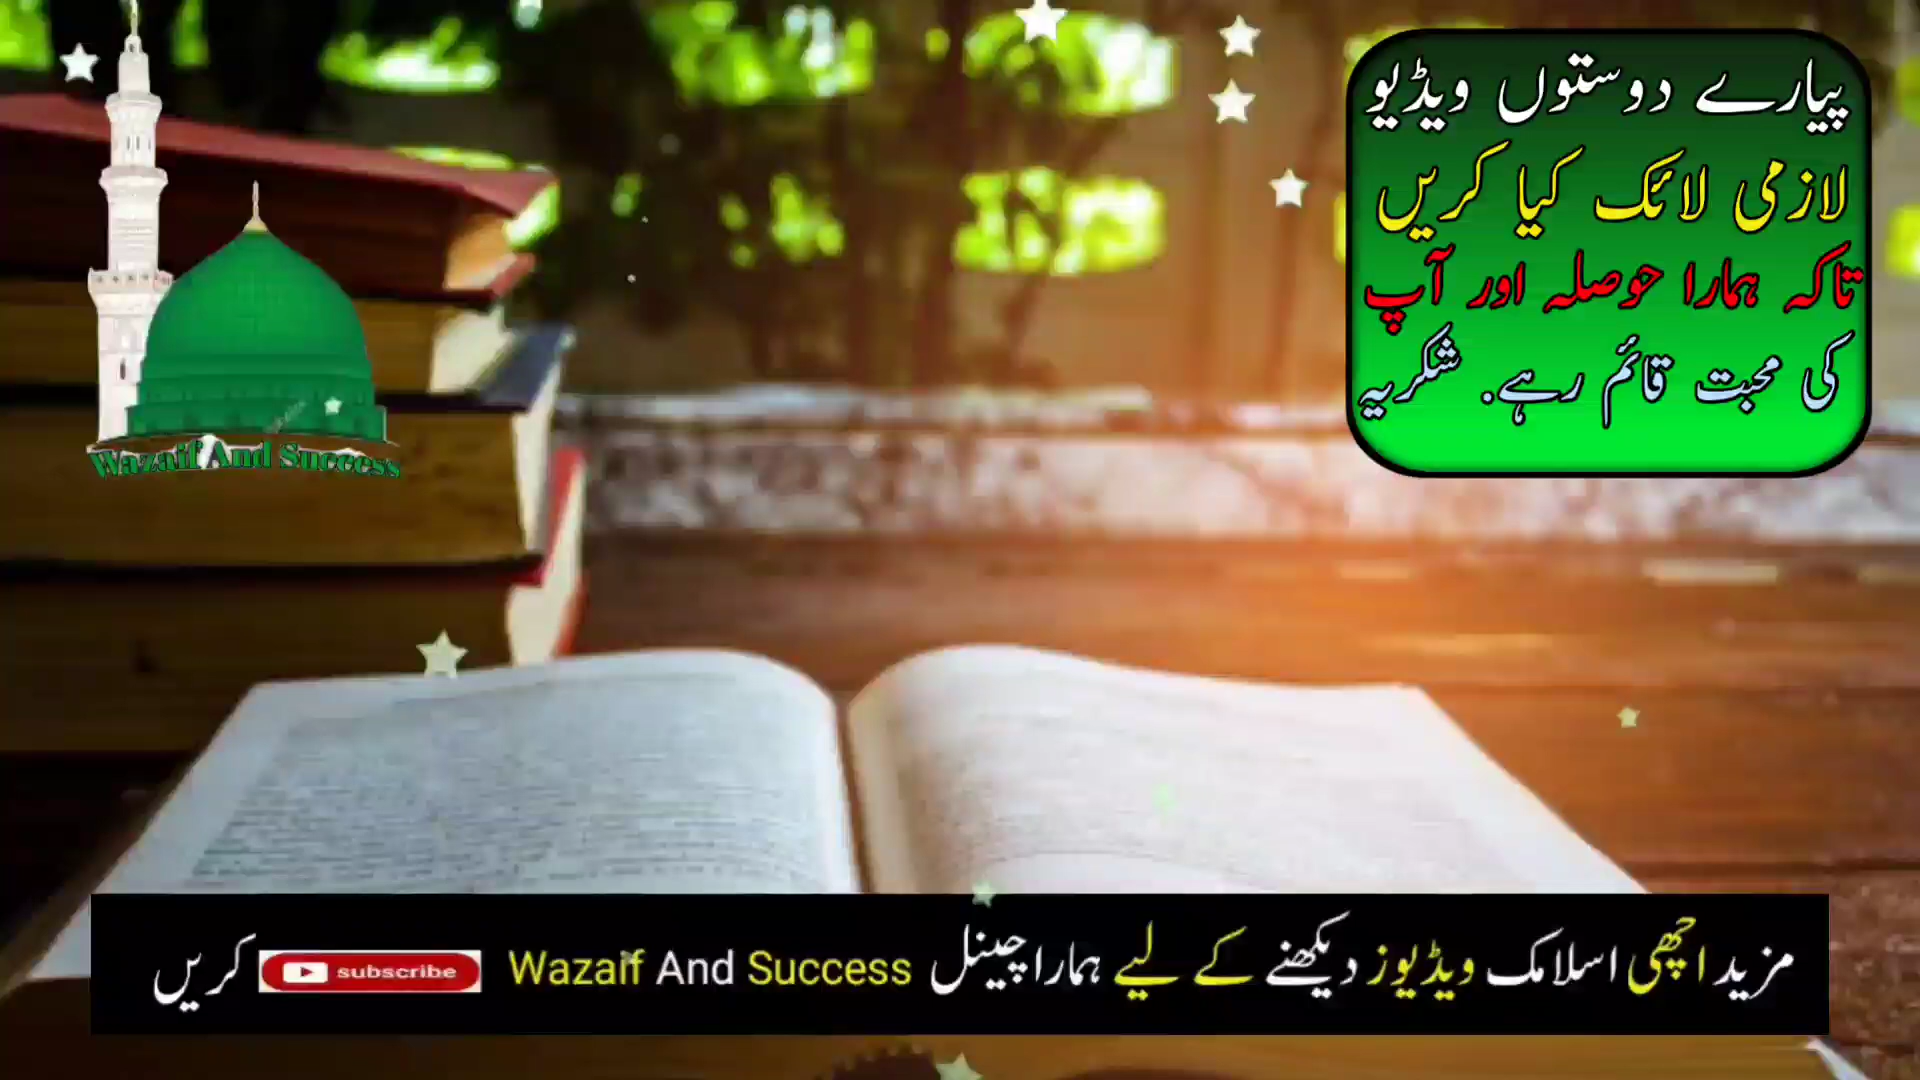 پیارے دوستوں ویڈیو
لازمی لائک کیا کریں
تاکہ ہمارا حوصلہ اور آپ
کی محبت قائم رہے. شکریہ
Wazaif And Success
مزید اچھی اسلامک ویڈیوز دیکھنے کے لیے ہمارا چینل Wazaif And Success subscribe کریں